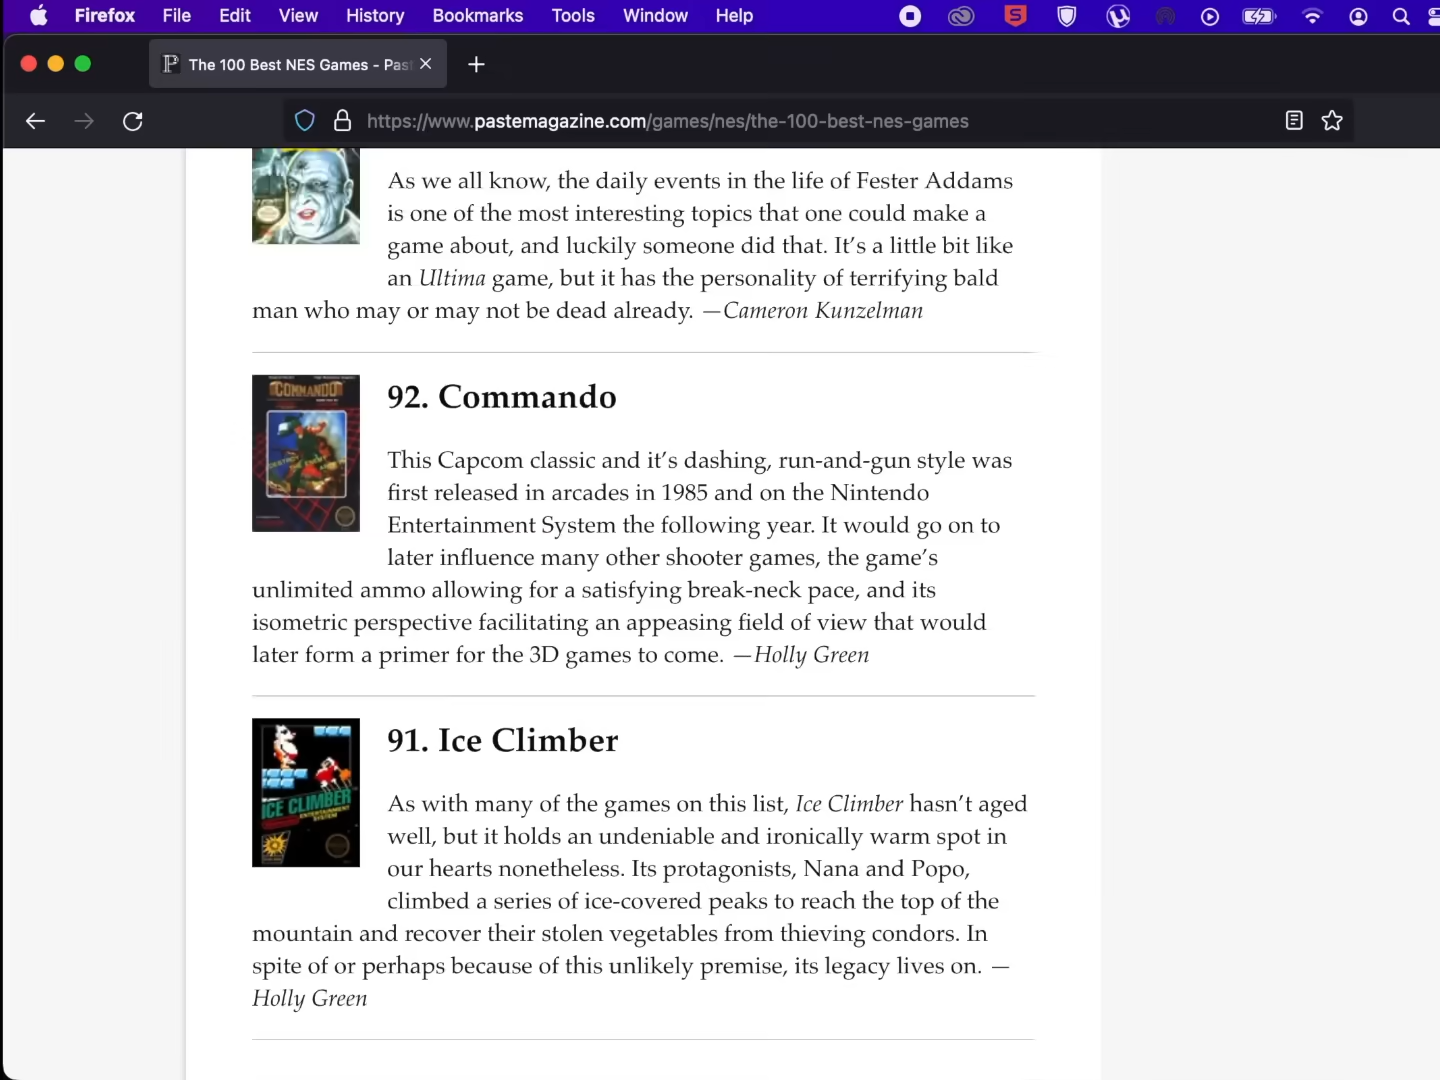 Firefox File Edit View History Bookmarks Tools Window Help
The 100 Best NES Games - Pas
https://www.pastemagazine.com/games/nes/the-100-best-nes-games
As we all know, the daily events in the life of Fester Addams
is one of the most interesting topics that one could make a
game about, and luckily someone did that. It’s a little bit like
an Ultima game, but it has the personality of terrifying bald
man who may or may not be dead already. —Cameron Kunzelman
COMMANDO
92. Commando
This Capcom classic and it’s dashing, run-and-gun style was
first released in arcades in 1985 and on the Nintendo
Entertainment System the following year. It would go on to
later influence many other shooter games, the game’s
unlimited ammo allowing for a satisfying break-neck pace, and its
isometric perspective facilitating an appeasing field of view that would
later form a primer for the 3D games to come. —Holly Green
ICE CLIMBER
ENTERTAINMENT
SYSTEM
91. Ice Climber
As with many of the games on this list, Ice Climber hasn’t aged
well, but it holds an undeniable and ironically warm spot in
our hearts nonetheless. Its protagonists, Nana and Popo,
climbed a series of ice-covered peaks to reach the top of the
mountain and recover their stolen vegetables from thieving condors. In
spite of or perhaps because of this unlikely premise, its legacy lives on. —
Holly Green